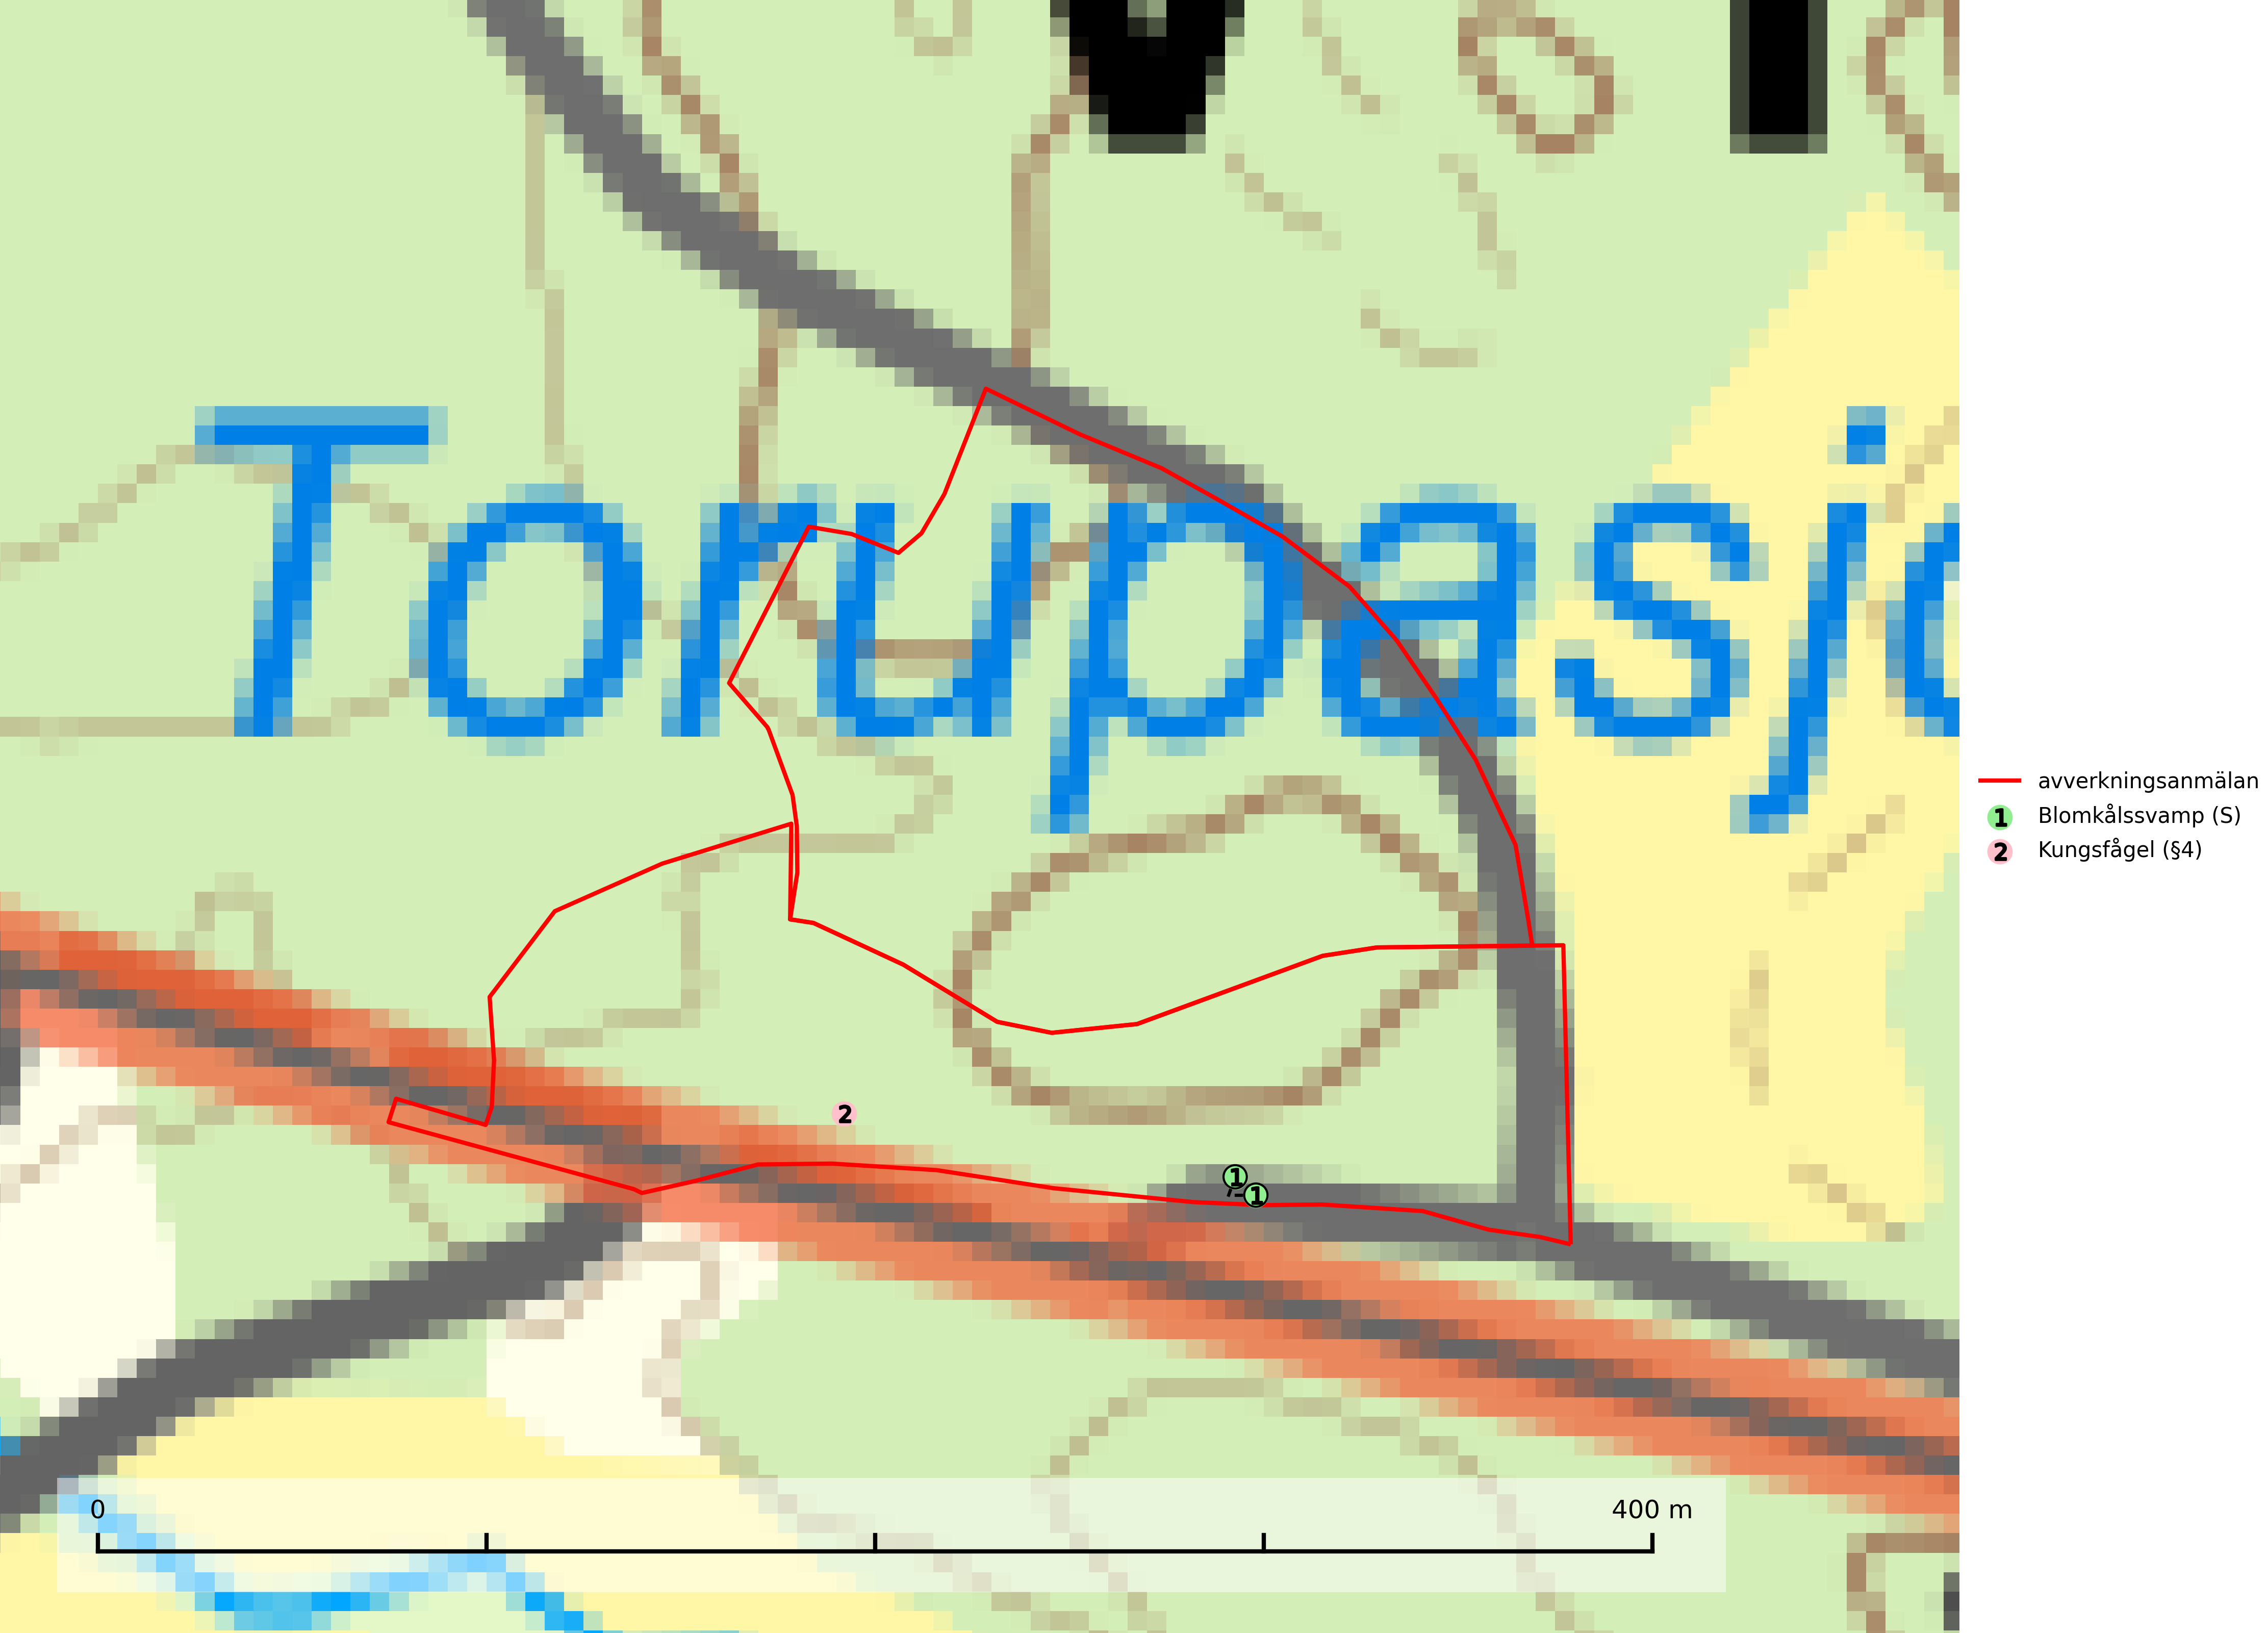 Torupasjö
avverkningsanmälan
1 Blomkålssvamp (S)
2 Kungsfågel (§4)
2
1
1
0 400 m